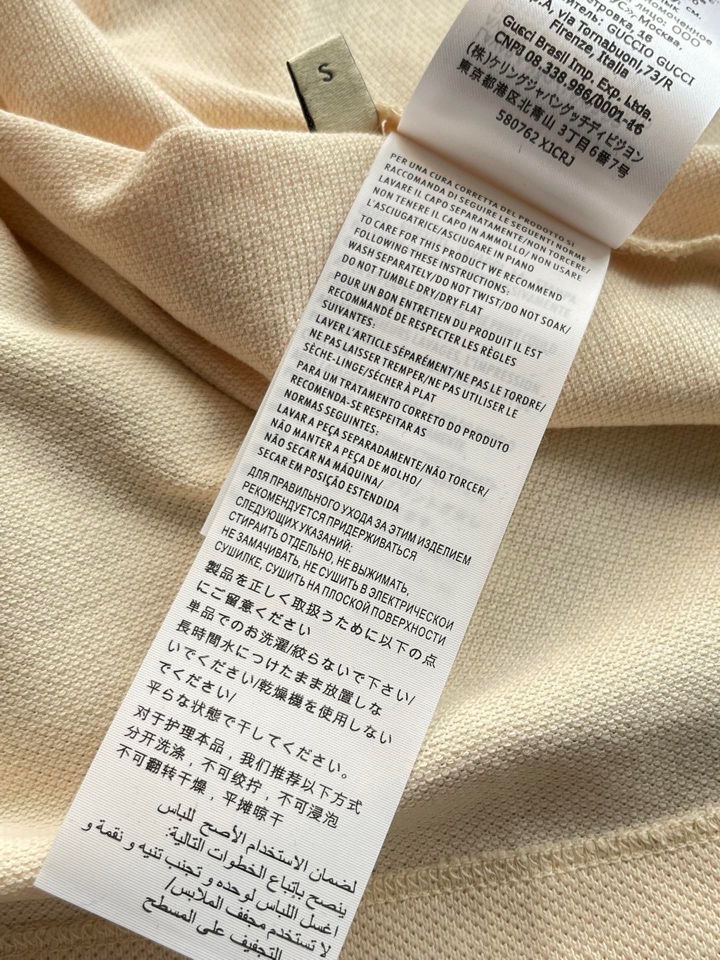 S
лицо: ООО
Москва,
GUCCIO GUCCI
via Tornabuoni,73/R
Firenze, Italia
Gucci Brasil Imp. Exp. Ltda.
CNPJ 08.338.986/0001-16
(株)ケリングジャパングッチディビジョン
東京都港区北青山 3丁目6番7号
580762 XJCRJ
PER UNA CURA CORRETTA DEL PRODOTTO SI
RACCOMANDA DI SEGUIRE LE SEGUENTI NORME
LAVARE IL CAPO SEPARATAMENTE/NON TORCERE/
NON TENERE IL CAPO IN AMMOLLO/ NON USARE
L'ASCIUGATRICE/ASCIUGARE IN PIANO
TO CARE FOR THIS PRODUCT WE RECOMMEND
FOLLOWING THESE INSTRUCTIONS:
WASH SEPARATELY/DO NOT TWIST/DO NOT SOAK/
DO NOT TUMBLE DRY/DRY FLAT
POUR UN BON ENTRETIEN DU PRODUIT IL EST
RECOMMANDÉ DE RESPECTER LES RÈGLES
SUIVANTES:
LAVER L'ARTICLE SÉPARÉMENT/NE PAS LE TORDRE/
NE PAS LAISSER TREMPER/NE PAS UTILISER LE
SÈCHE-LINGE/SÉCHER À PLAT
PARA UM TRATAMENTO CORRETO DO PRODUTO
RECOMENDA-SE RESPEITAR AS
NORMAS SEGUINTES:
LAVAR A PEÇA SEPARADAMENTE/NÃO TORCER/
NÃO MANTER A PEÇA DE MOLHO/
NÃO SECAR NA MÁQUINA/
SECAR EM POSIÇÃO ESTENDIDA
ДЛЯ ПРАВИЛЬНОГО УХОДА ЗА ЭТИМ ИЗДЕЛИЕМ
РЕКОМЕНДУЕТСЯ ПРИДЕРЖИВАТЬСЯ
СЛЕДУЮЩИХ УКАЗАНИЙ:
СТИРАИТЬ ОТДЕЛЬНО, НЕ ВЫЖИМАТЬ,
НЕ ЗАМАЧИВАТЬ, НЕ СУШИТЬ В ЭЛЕКТРИЧЕСКОИ
СУШИЛКЕ, СУШИТЬ НА ПЛОСКОЙ ПОВЕРХНОСТИ
製品を正しく取扱うために以下の点
にご留意ください
単品でのお洗濯/絞らないで下さい/
長時間水につけたまま放置しな
いでください/乾燥機を使用しない
でください/
平らな状態で干してください。
对于护理本品，我们推荐以下方式
分开洗涤，不可绞拧，不可浸泡
不可翻转干燥，平摊晾干
لضمان الاستخدام الأصح للباس
ينصح بإتباع الخطوات التالية:
اغسل اللباس لوحده و تجنب تنيه و نقمة و
لا تستخدم مجفف الملابس/
التجفيف على المسطح